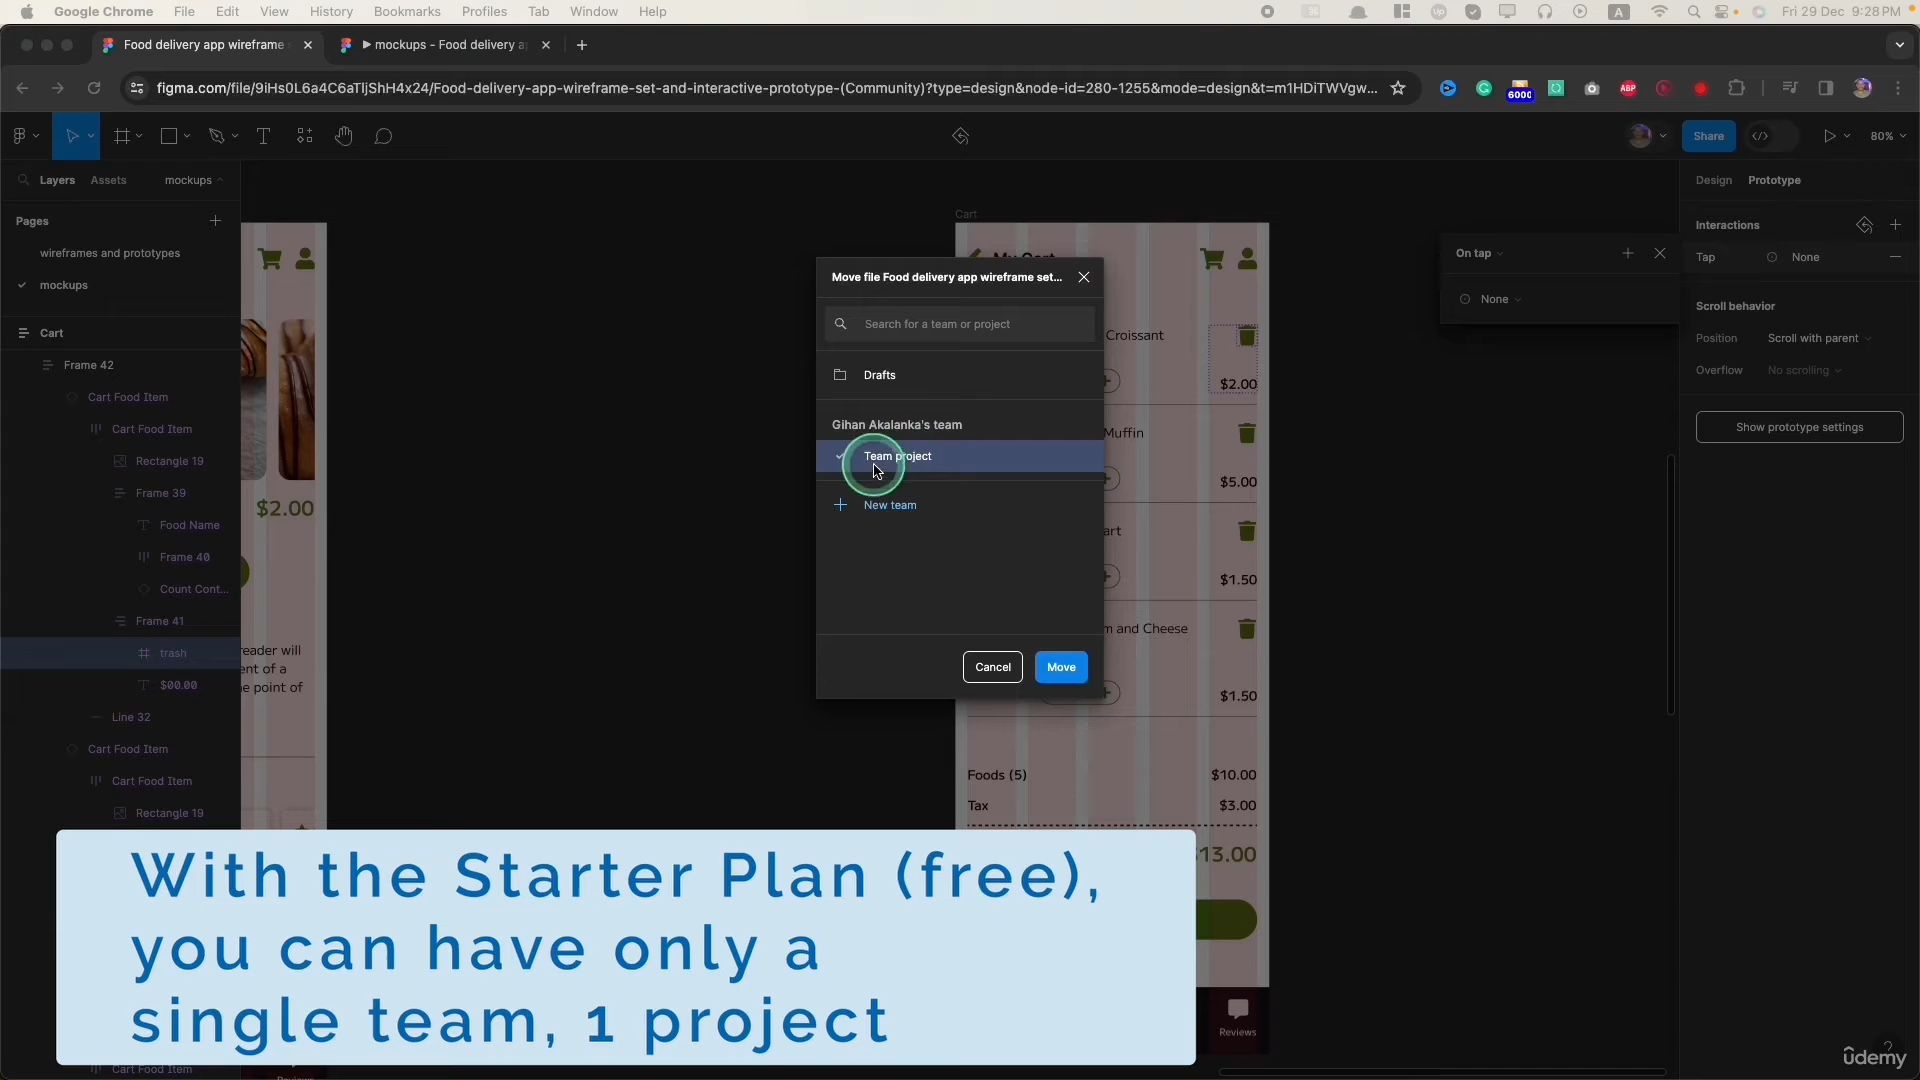 Google Chrome File Edit View History Bookmarks Profiles Tab Window Help
A Fri 29 Dec 9:28 PM
Food delivery app wireframe
mockups - Food delivery a
figma.com/file/9iHs0L6a4C6aTljShH4x24/Food-delivery-app-wireframe-set-and-interactive-prototype-(Community)?type=design&node-id=280-1255&mode=design&t=m1HDiTWVgw...
6000
ABP
Share
80%
Layers Assets mockups
Design Prototype
Pages
wireframes and prototypes
mockups
Cart
Frame 42
Cart Food Item
Cart Food Item
Rectangle 19
Frame 39
Food Name
Frame 40
Count Cont...
Frame 41
trash
$00.00
Line 32
Cart Food Item
Cart Food Item
Rectangle 19
Cart Food Item
$2.00
reader will
ent of a
e point of
Reviews
Cart
My Cart
Croissant
$2.00
Muffin
$5.00
art
$1.50
m and Cheese
$1.50
Foods (5) $10.00
Tax $3.00
13.00
Reviews
Move file Food delivery app wireframe set...
Search for a team or project
Drafts
Gihan Akalanka's team
Team project
New team
Cancel Move
On tap
None
Interactions
Tap None
Scroll behavior
Position Scroll with parent
Overflow No scrolling
Show prototype settings
With the Starter Plan (free),
you can have only a
single team, 1 project
?
ûdemy